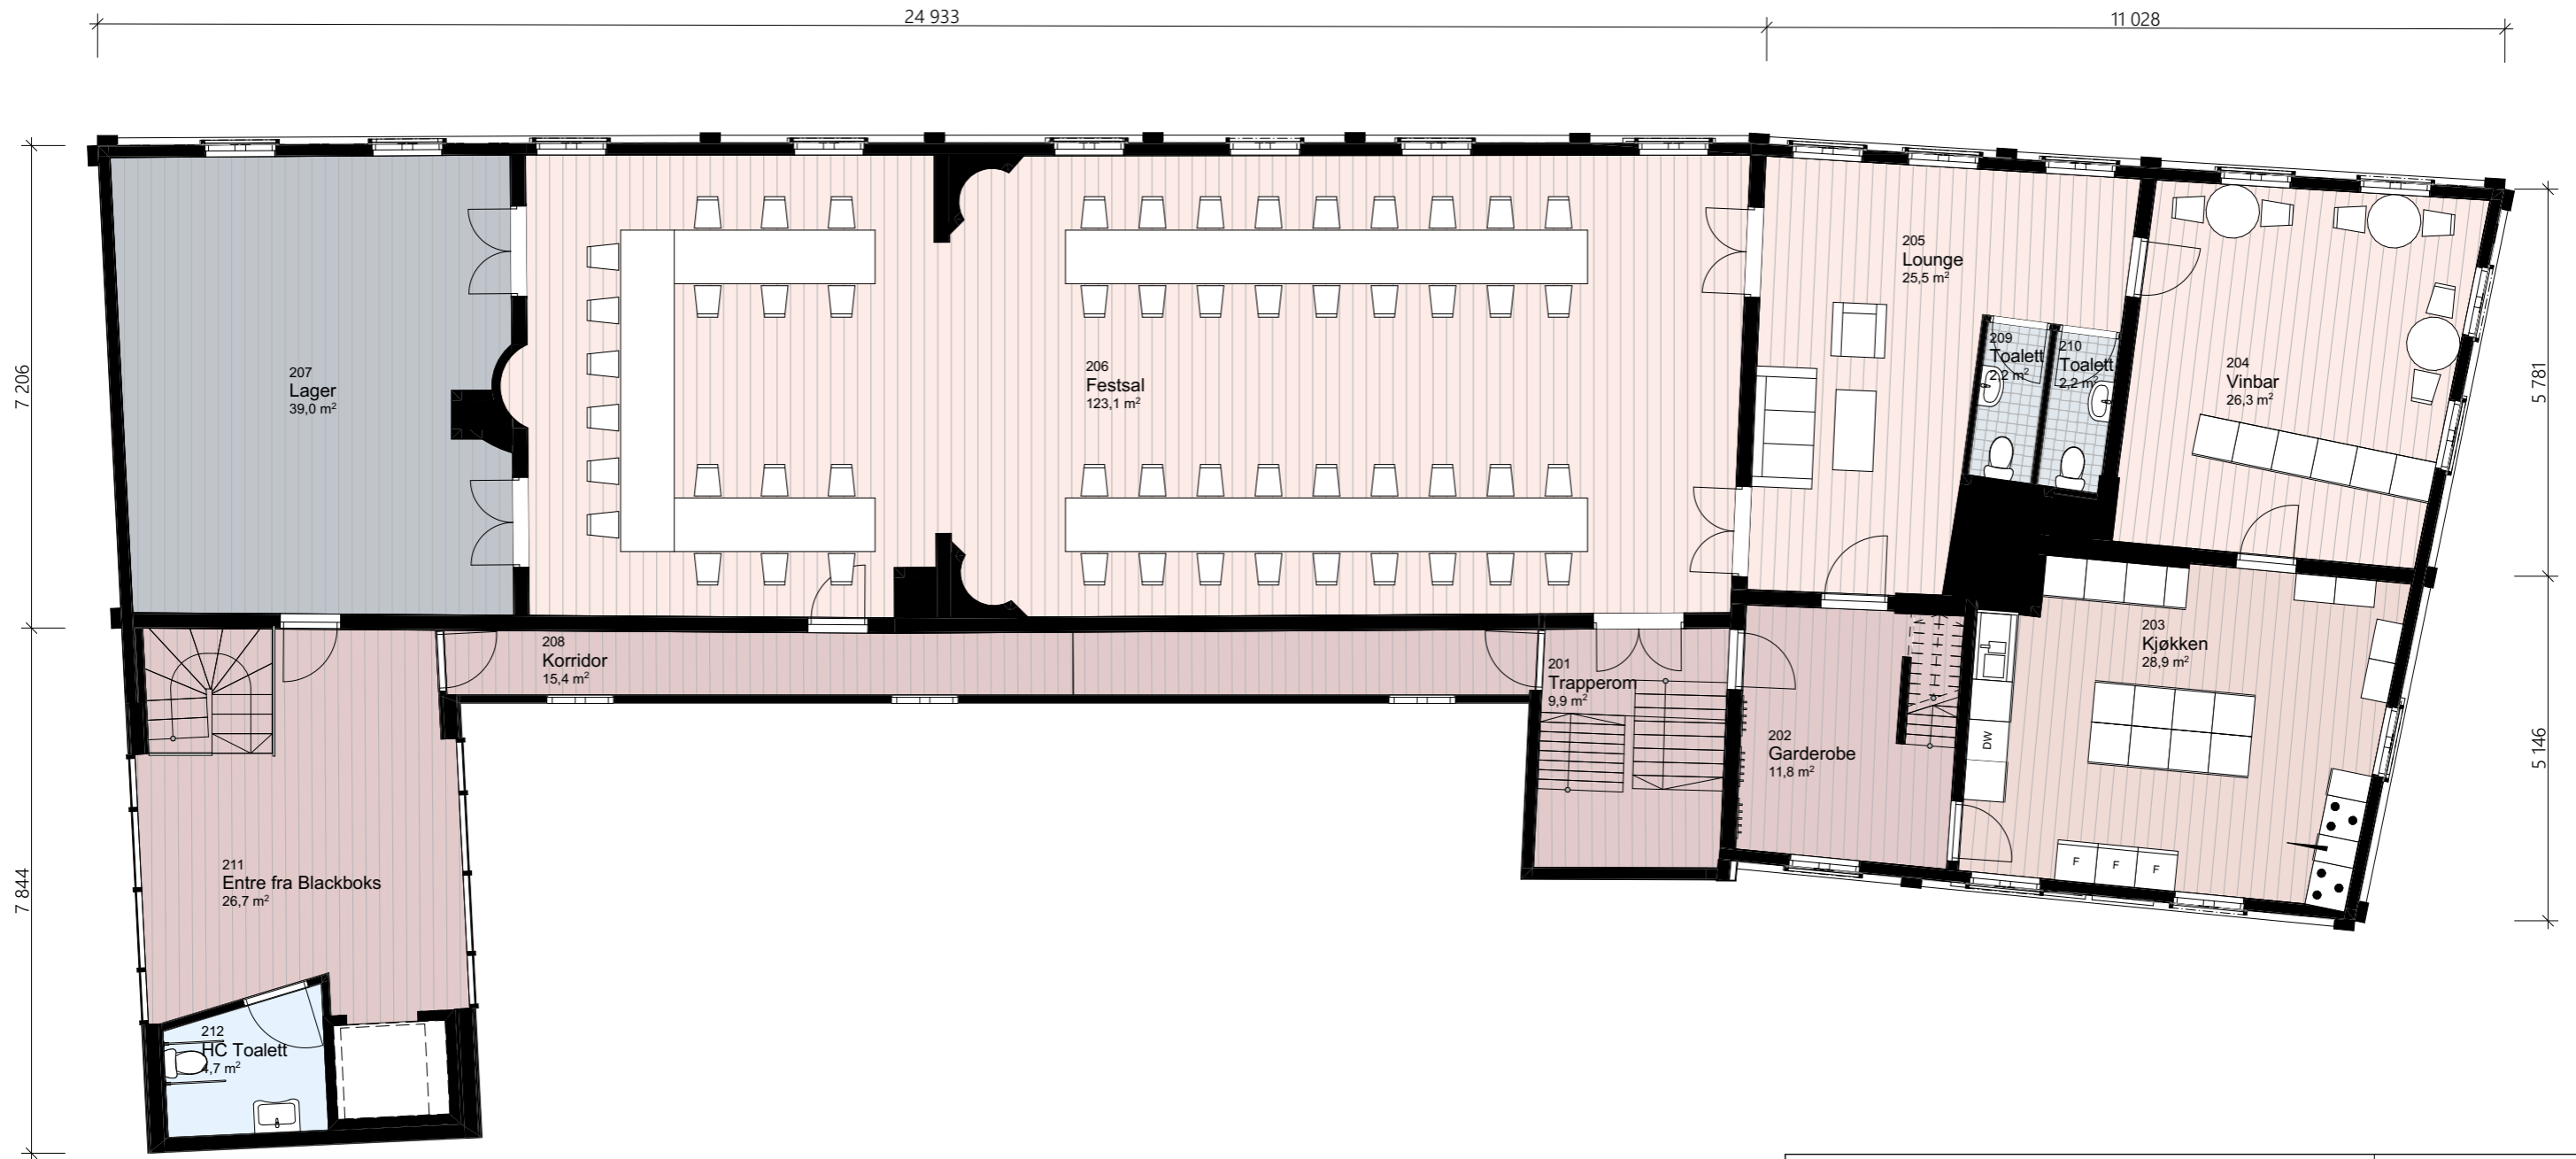 24 933
11 028
7 206
7 844
5 781
5 146
207
Lager
39,0 m²
206
Festsal
123,1 m²
205
Lounge
25,5 m²
209
Toalett
2,2 m²
210
Toalett
2,2 m²
204
Vinbar
26,3 m²
208
Korridor
15,4 m²
201
Trapperom
9,9 m²
202
Garderobe
11,8 m²
203
Kjøkken
28,9 m²
DW
F
F
F
211
Entre fra Blackboks
26,7 m²
212
HC Toalett
4,7 m²